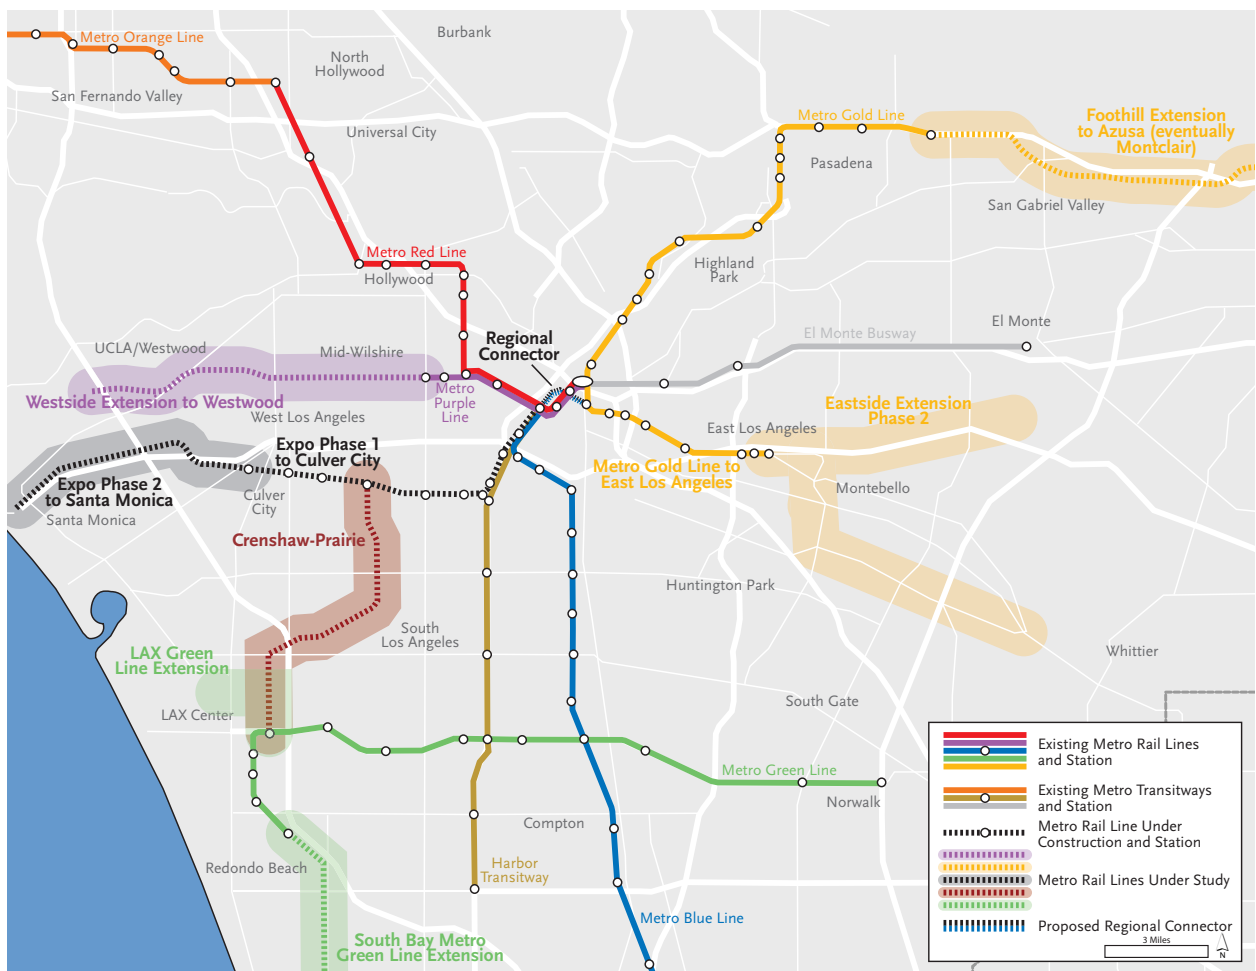 Burbank
Metro Orange Line
North
Hollywood
San Fernando Valley
Universal City
Metro Gold Line
Foothill Extension
to Azusa (eventually
Montclair)
Pasadena
San Gabriel Valley
Metro Red Line
Hollywood
Highland
Park
El Monte
El Monte Busway
Regional
Connector
UCLA/Westwood
Mid-Wilshire
Metro
Purple
Line
Westside Extension to Westwood
West Los Angeles
Eastside Extension
Phase 2
East Los Angeles
Expo Phase 1
to Culver City
Metro Gold Line to
East Los Angeles
Expo Phase 2
to Santa Monica
Santa Monica
Culver
City
Montebello
Crenshaw-Prairie
Huntington Park
South
Los Angeles
LAX Green
Line Extension
Whittier
LAX Center
South Gate
Metro Green Line
Norwalk
Compton
Redondo Beach
Harbor
Transitway
Metro Blue Line
South Bay Metro
Green Line Extension
Existing Metro Rail Lines
and Station
Existing Metro Transitways
and Station
Metro Rail Line Under
Construction and Station
Metro Rail Lines Under Study
Proposed Regional Connector
3 Miles
N